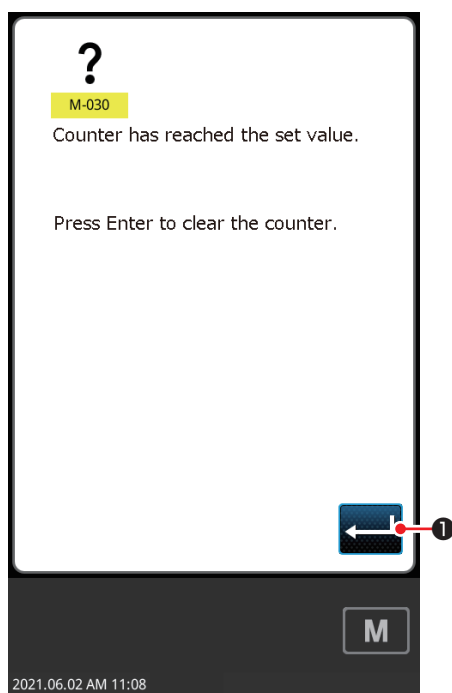 ?
M-030
Counter has reached the set value.
Press Enter to clear the counter.
❶
M
2021.06.02 AM 11:08